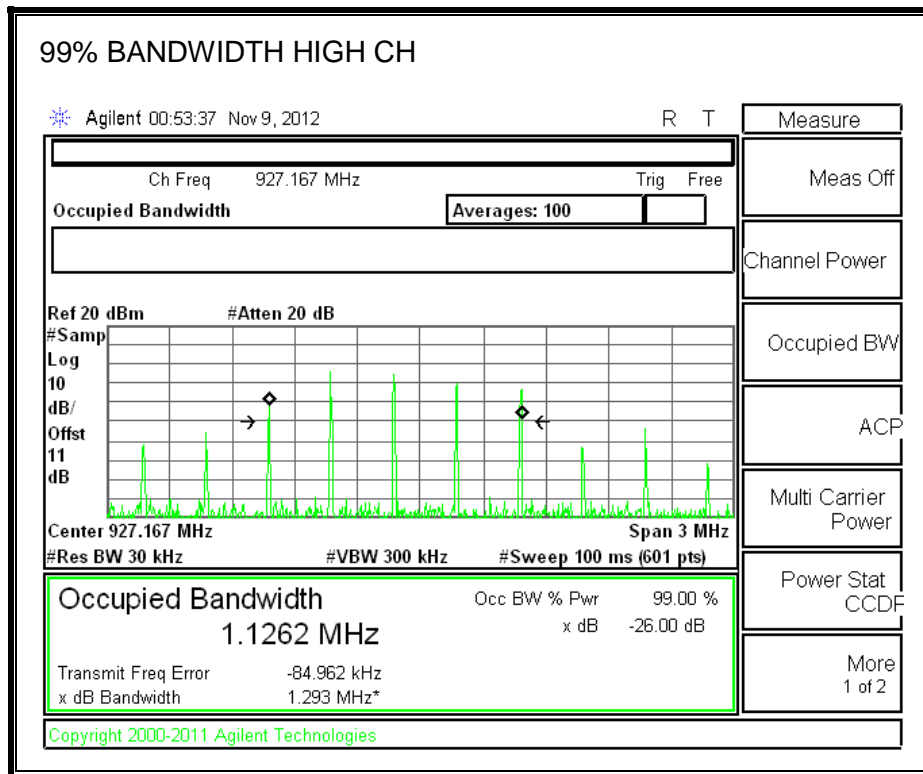 99% BANDWIDTH HIGH CH
Agilent 00:53:37 Nov 9, 2012 R T
Measure
Ch Freq 927.167 MHz Trig Free
Occupied Bandwidth Averages: 100
Meas Off
Channel Power
Ref 20 dBm #Atten 20 dB
#Samp
Log
10
dB/
Offst
11
dB
Occupied BW
ACP
Multi Carrier
Power
Center 927.167 MHz Span 3 MHz
#Res BW 30 kHz #VBW 300 kHz #Sweep 100 ms (601 pts)
Power Stat
CCDF
Occupied Bandwidth Occ BW % Pwr 99.00 %
1.1262 MHz x dB -26.00 dB
Transmit Freq Error -84.962 kHz
x dB Bandwidth 1.293 MHz*
More
1 of 2
Copyright 2000-2011 Agilent Technologies